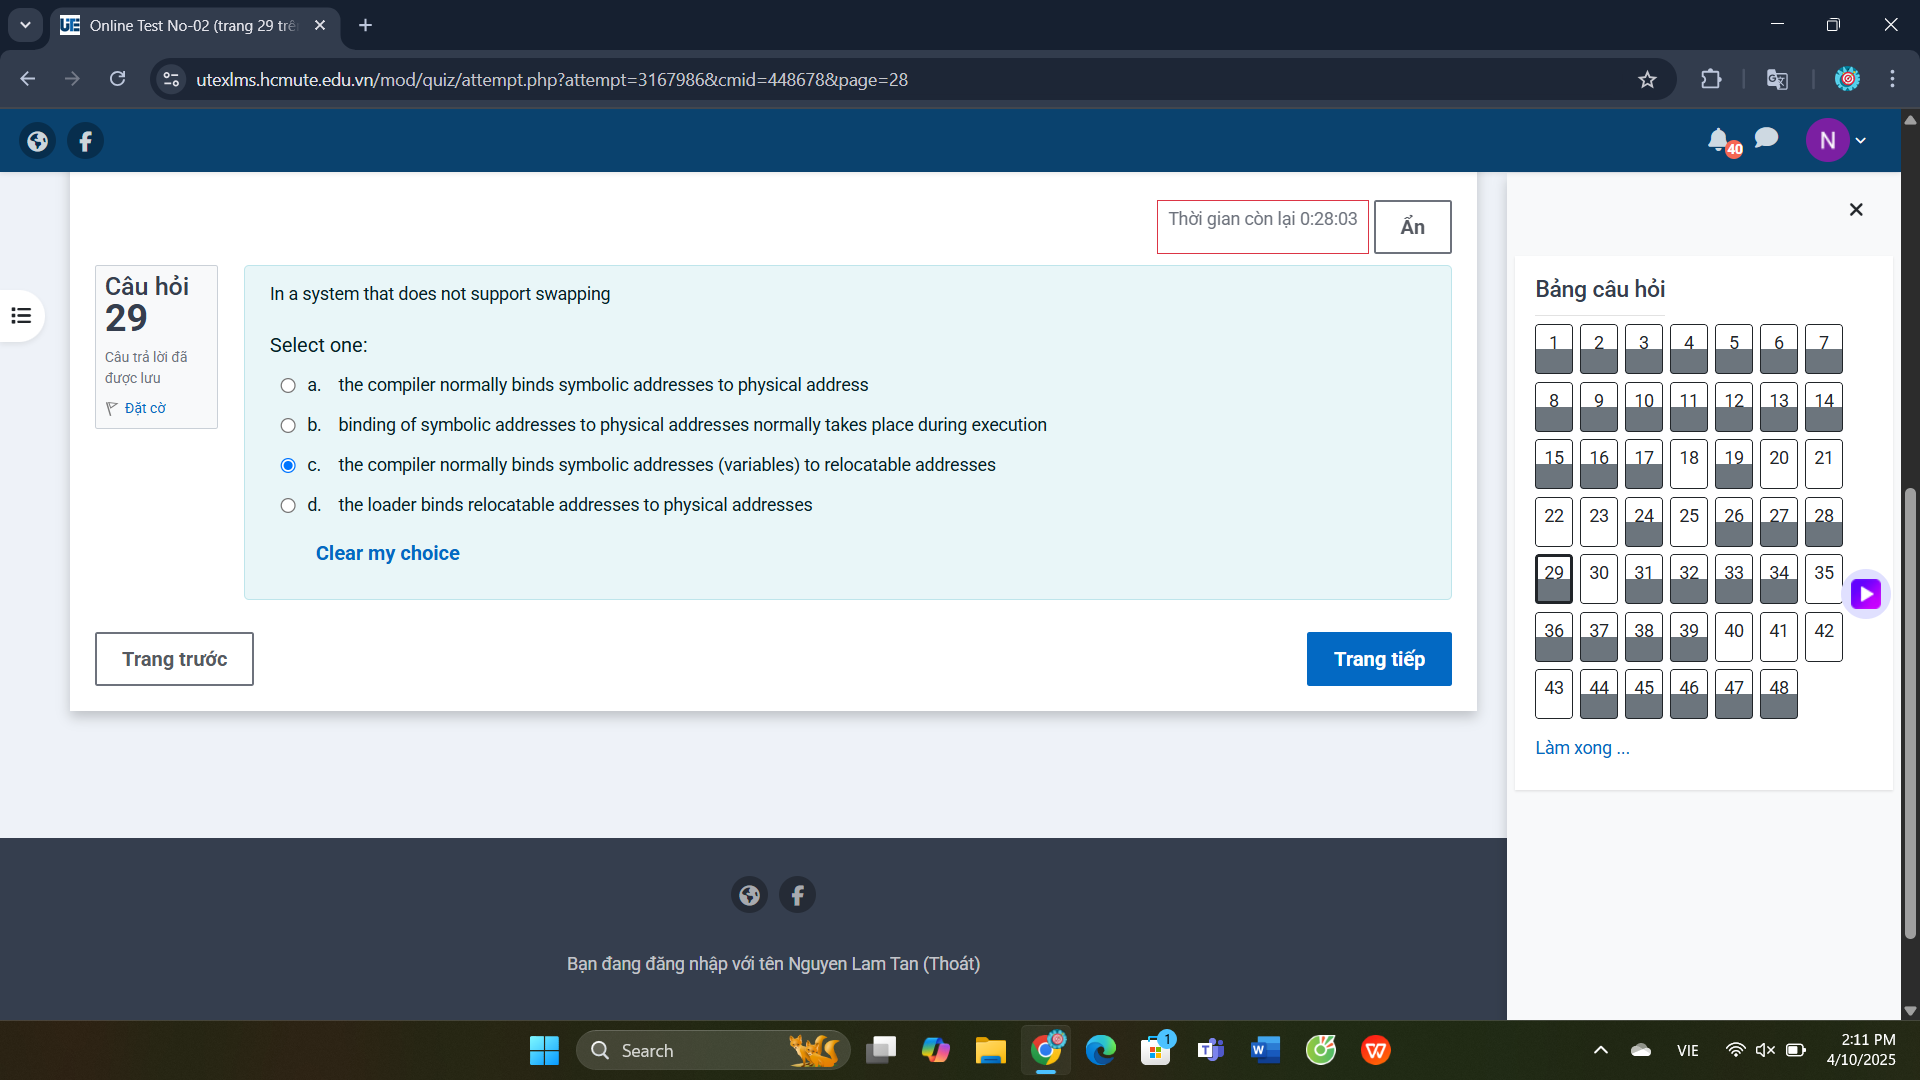 Online Test No-02 (trang 29 trê
utexlms.hcmute.edu.vn/mod/quiz/attempt.php?attempt=3167986&cmid=448678&page=28
40
N
Thời gian còn lại 0:28:03
Ẩn
Câu hỏi
29
Câu trả lời đã
được lưu
Đặt cờ
In a system that does not support swapping
Select one:
a. the compiler normally binds symbolic addresses to physical address
b. binding of symbolic addresses to physical addresses normally takes place during execution
c. the compiler normally binds symbolic addresses (variables) to relocatable addresses
d. the loader binds relocatable addresses to physical addresses
Clear my choice
Trang trước
Trang tiếp
Bảng câu hỏi
1 2 3 4 5 6 7
8 9 10 11 12 13 14
15 16 17 18 19 20 21
22 23 24 25 26 27 28
29 30 31 32 33 34 35
36 37 38 39 40 41 42
43 44 45 46 47 48
Làm xong ...
Bạn đang đăng nhập với tên Nguyen Lam Tan (Thoát)
Search
1
VIE
2:11 PM
4/10/2025